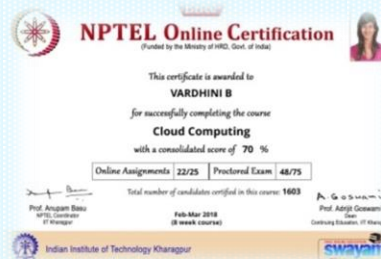 NPTEL Online Certification
(Funded by the Ministry of HRD, Govt. of India)
This certificate is awarded to
VARDHINI B
for successfully completing the course
Cloud Computing
with a consolidated score of 70 %
Online Assignments 22/25 Proctored Exam 48/75
Total number of candidates certified in this course: 1603
Prof. Anupam Basu
NPTEL Coordinator
IIT Kharagpur
Feb-Mar 2018
(8 week course)
A. Goswami
Prof. Adrijit Goswami
Dean
Continuing Education, IIT Kharagpur
Indian Institute of Technology Kharagpur
swayam